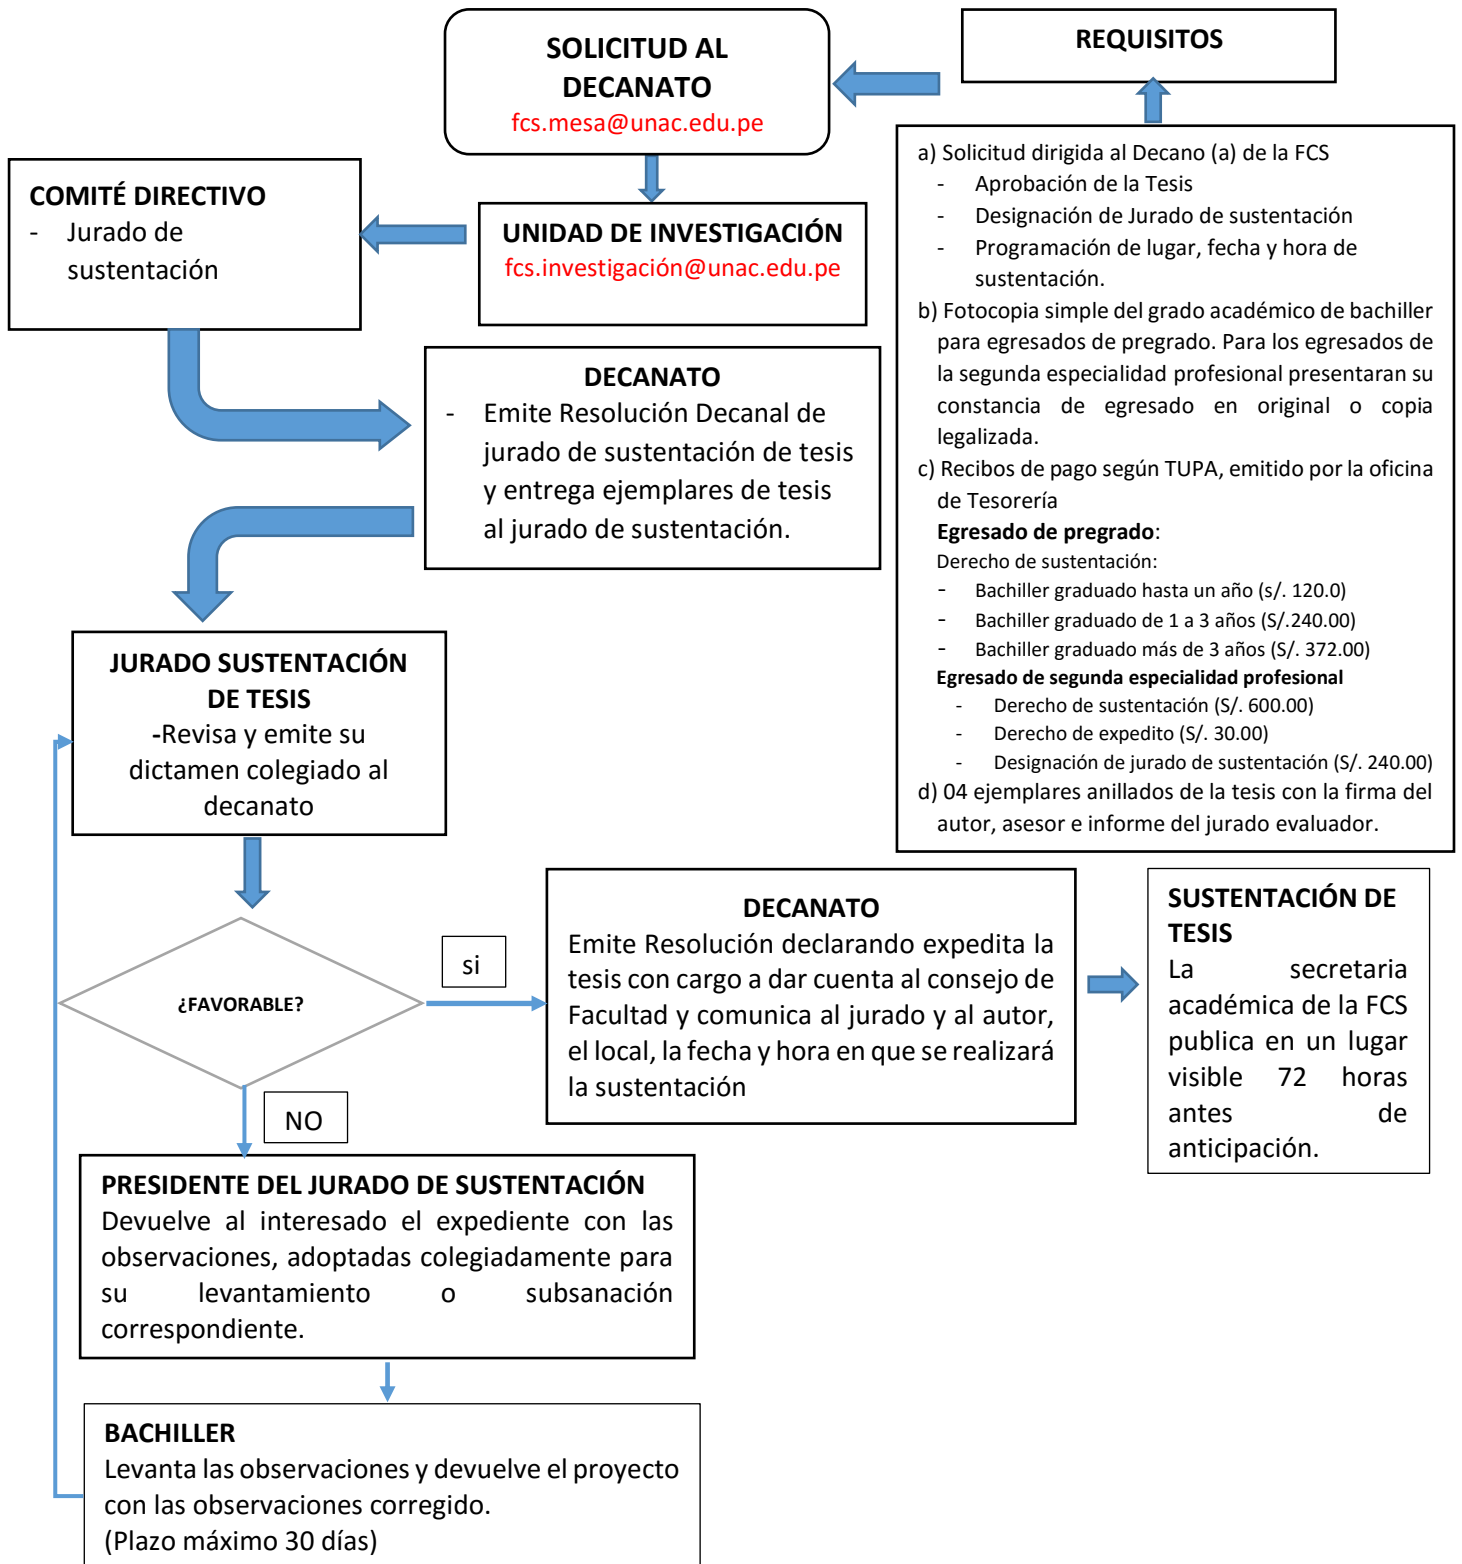 SOLICITUD AL
DECANATO
fcs.mesa@unac.edu.pe
REQUISITOS
a) Solicitud dirigida al Decano (a) de la FCS
- Aprobación de la Tesis
- Designación de Jurado de sustentación
- Programación de lugar, fecha y hora de
sustentación.
b) Fotocopia simple del grado académico de bachiller
para egresados de pregrado. Para los egresados de
la segunda especialidad profesional presentaran su
constancia de egresado en original o copia
legalizada.
c) Recibos de pago según TUPA, emitido por la oficina
de Tesorería
Egresado de pregrado:
Derecho de sustentación:
- Bachiller graduado hasta un año (s/. 120.0)
- Bachiller graduado de 1 a 3 años (S/.240.00)
- Bachiller graduado más de 3 años (S/. 372.00)
Egresado de segunda especialidad profesional
- Derecho de sustentación (S/. 600.00)
- Derecho de expedito (S/. 30.00)
- Designación de jurado de sustentación (S/. 240.00)
d) 04 ejemplares anillados de la tesis con la firma del
autor, asesor e informe del jurado evaluador.
UNIDAD DE INVESTIGACIÓN
fcs.investigación@unac.edu.pe
COMITÉ DIRECTIVO
- Jurado de
sustentación
DECANATO
- Emite Resolución Decanal de
jurado de sustentación de tesis
y entrega ejemplares de tesis
al jurado de sustentación.
JURADO SUSTENTACIÓN
DE TESIS
-Revisa y emite su
dictamen colegiado al
decanato
¿FAVORABLE?
si
DECANATO
Emite Resolución declarando expedita la
tesis con cargo a dar cuenta al consejo de
Facultad y comunica al jurado y al autor,
el local, la fecha y hora en que se realizará
la sustentación
SUSTENTACIÓN DE
TESIS
La secretaria
académica de la FCS
publica en un lugar
visible 72 horas
antes de
anticipación.
NO
PRESIDENTE DEL JURADO DE SUSTENTACIÓN
Devuelve al interesado el expediente con las
observaciones, adoptadas colegiadamente para
su levantamiento o subsanación
correspondiente.
BACHILLER
Levanta las observaciones y devuelve el proyecto
con las observaciones corregido.
(Plazo máximo 30 días)